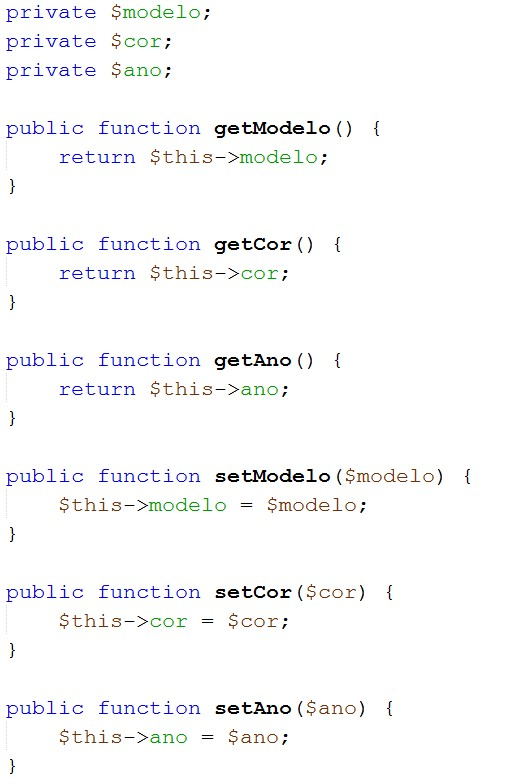 private $modelo;
private $cor;
private $ano;
public function getModelo() {
return $this->modelo;
}
public function getCor() {
return $this->cor;
}
public function getAno() {
return $this->ano;
}
public function setModelo($modelo) {
$this->modelo = $modelo;
}
public function setCor($cor) {
$this->cor = $cor;
}
public function setAno($ano) {
$this->ano = $ano;
}